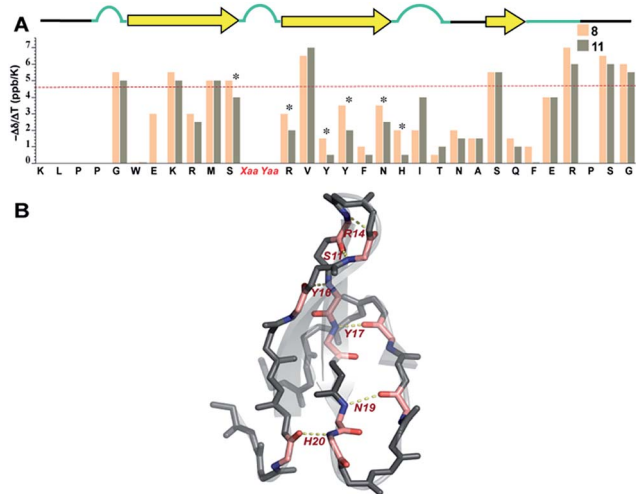 A
−Δδ/ΔT (ppb/K)
7
6
5
4
3
2
1
0
8
11
* * * * * *  *
K L P P G W E K R M S Xaa Yaa R V Y Y F N H I T N A S Q F E R P S G
B
R14
S11
Y16
Y17
N19
H20